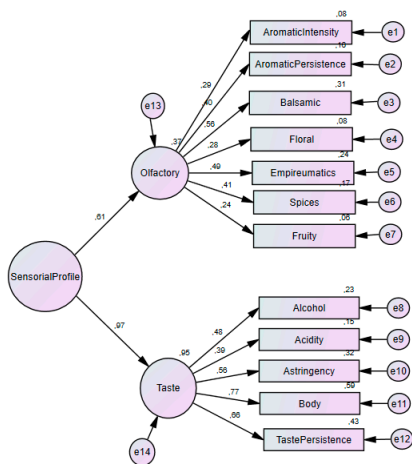 ,08
AromaticIntensity
e1
,16
AromaticPersistence
e2
,29
,40
,31
Balsamic
e3
e13
,56
,08
Floral
e4
,37
,28
Olfactory
,49
,24
Empireumatics
e5
,41
,17
Spices
e6
,24
,06
Fruity
e7
,61
SensorialProfile
,97
,23
Alcohol
e8
,48
,15
Acidity
e9
,39
,95
,32
Astringency
e10
,56
Taste
,59
Body
e11
,77
,66
,43
TastePersistence
e12
e14